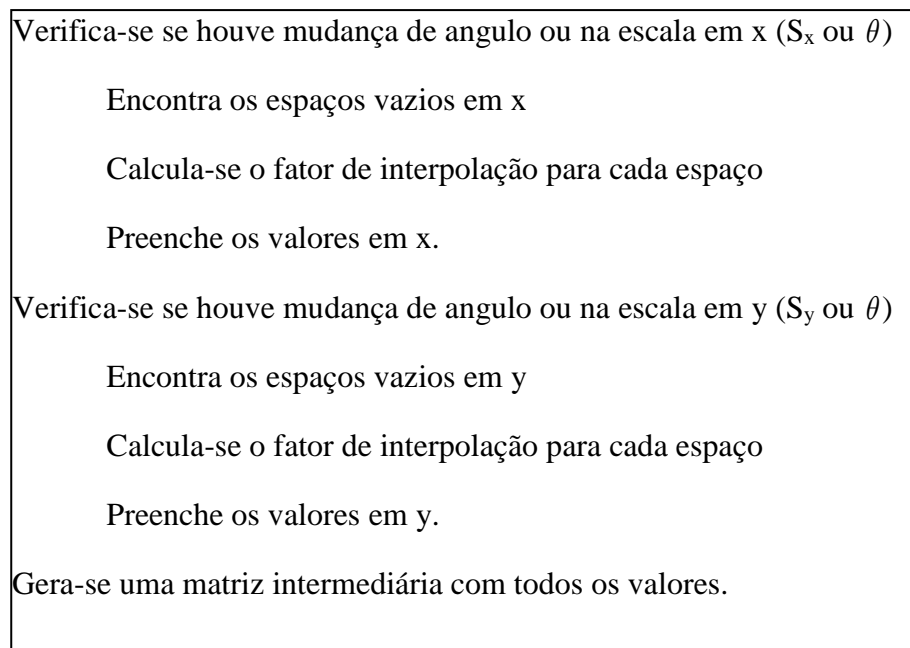 Verifica-se se houve mudança de angulo ou na escala em x (Sx ou θ)
Encontra os espaços vazios em x
Calcula-se o fator de interpolação para cada espaço
Preenche os valores em x.
Verifica-se se houve mudança de angulo ou na escala em y (Sy ou θ)
Encontra os espaços vazios em y
Calcula-se o fator de interpolação para cada espaço
Preenche os valores em y.
Gera-se uma matriz intermediária com todos os valores.